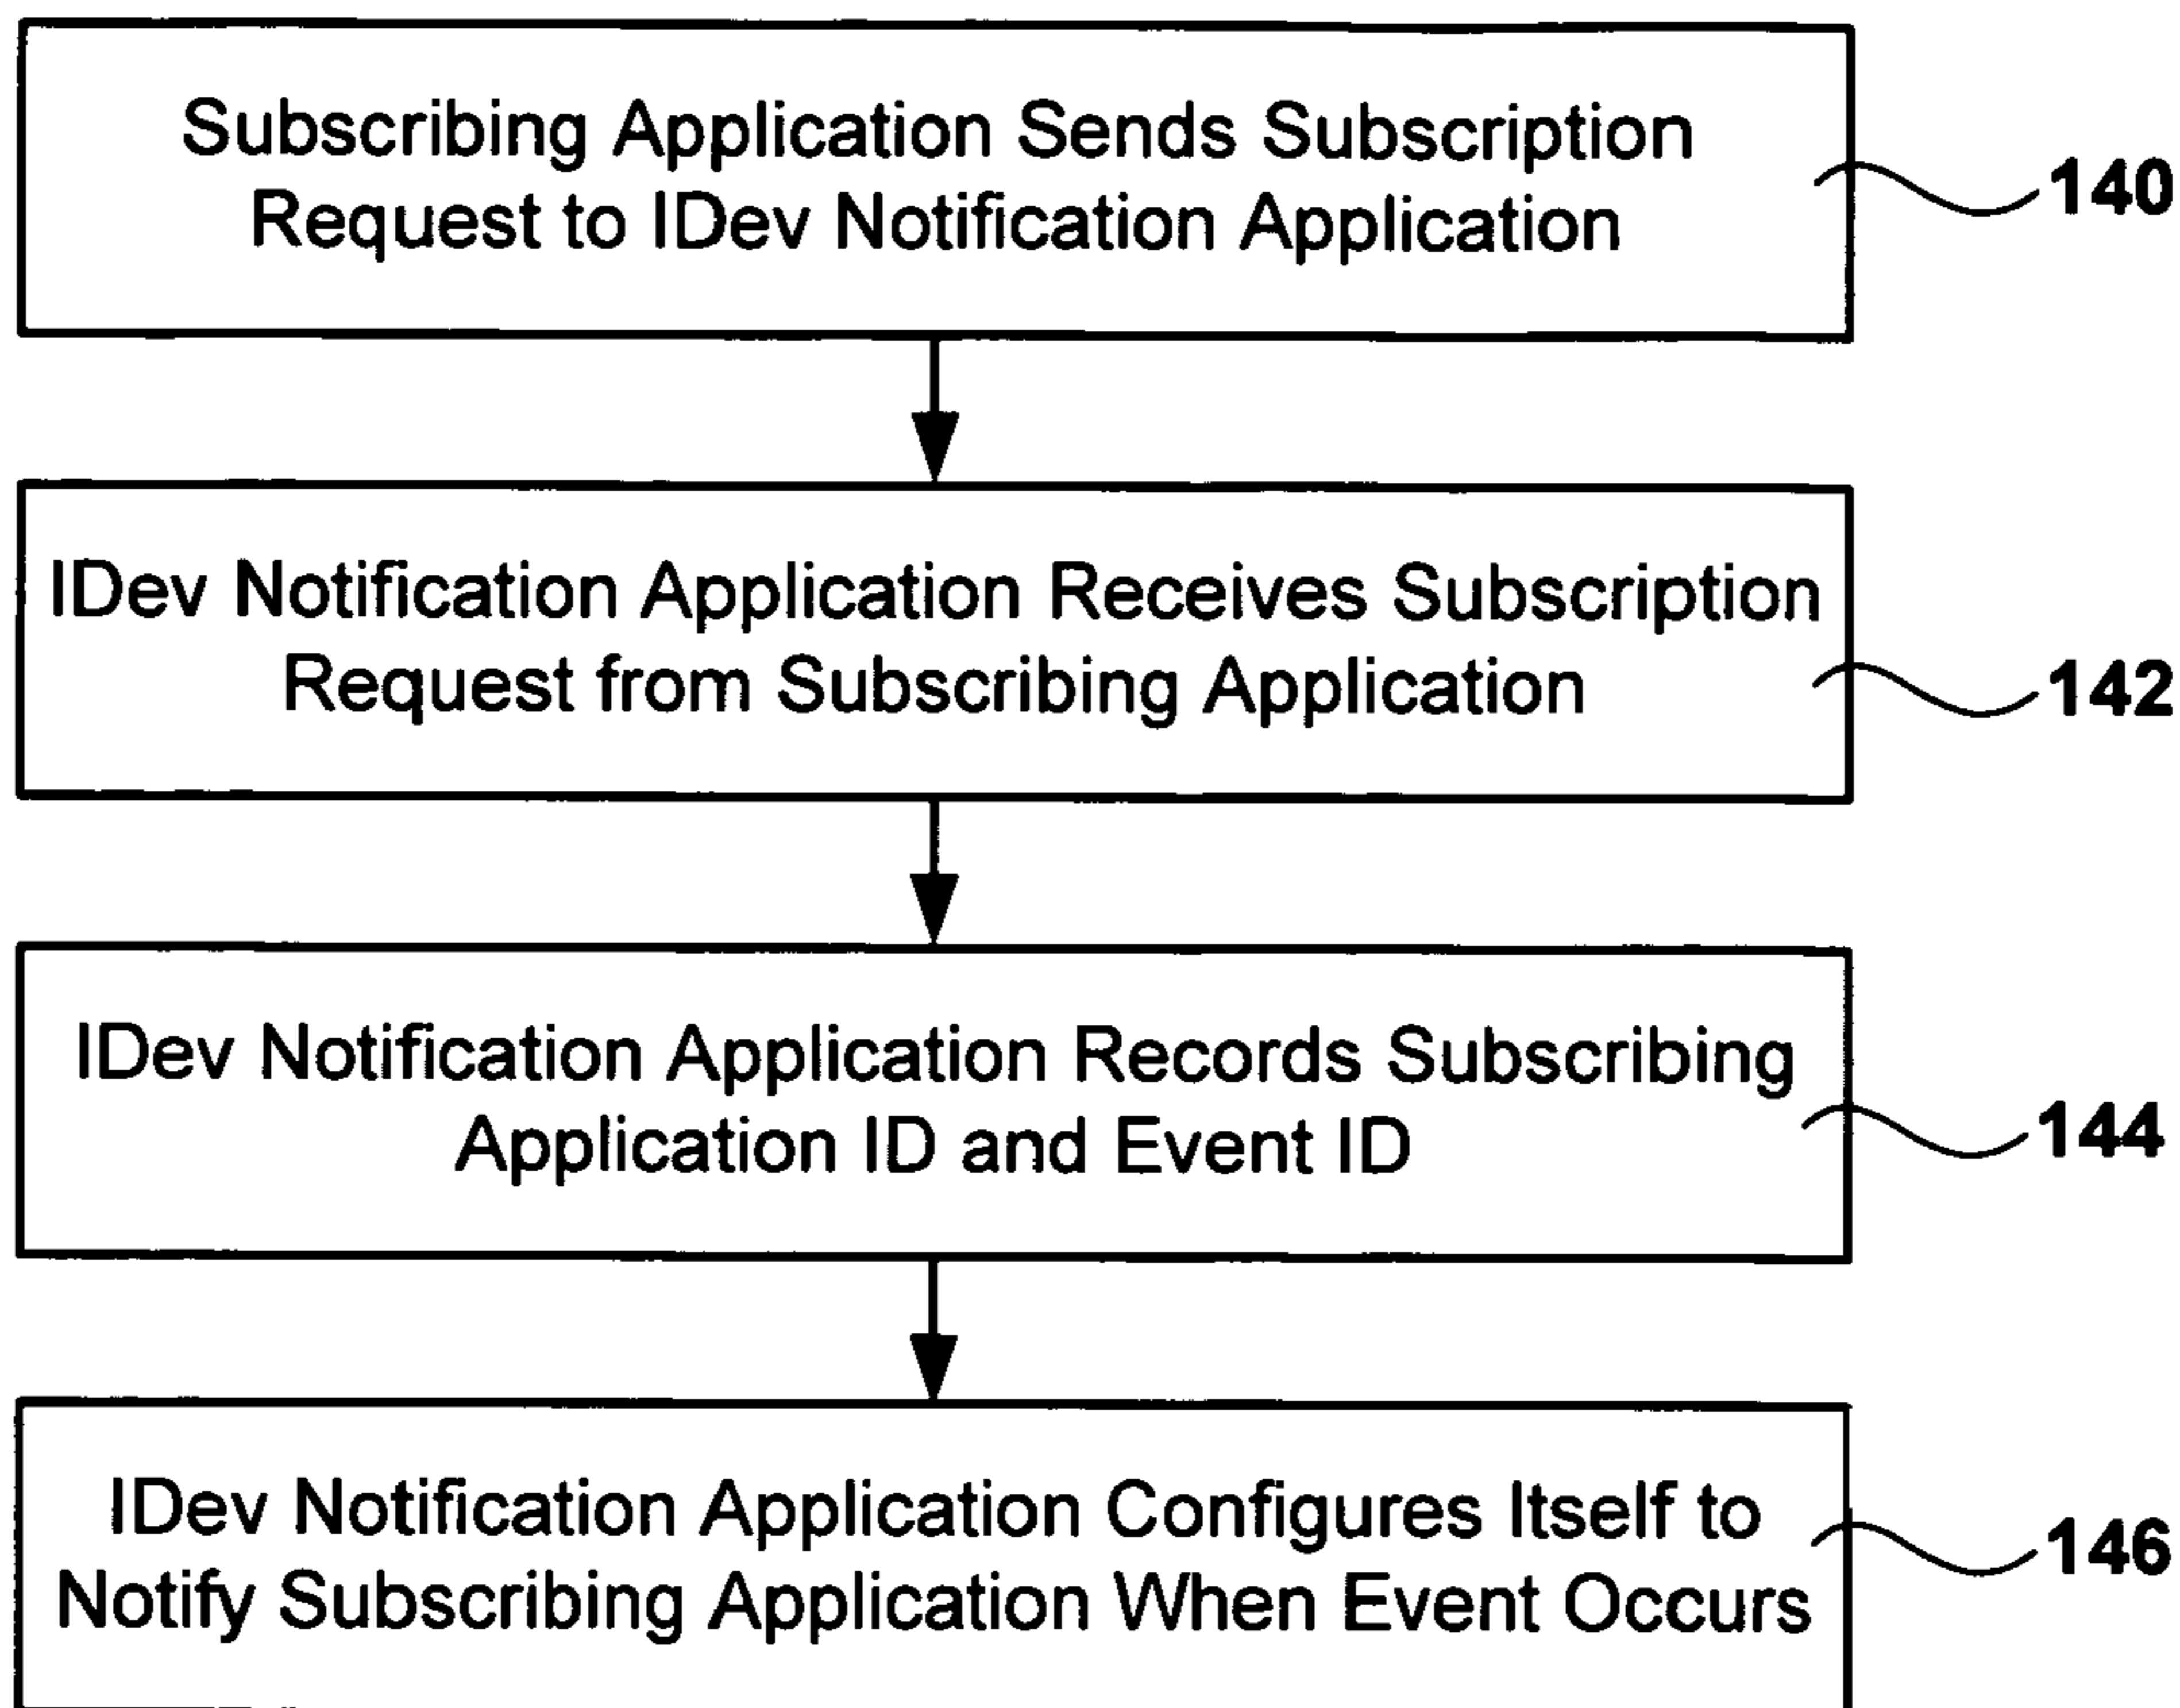 Subscribing Application Sends Subscription
Request to IDev Notification Application
140
IDev Notification Application Receives Subscription
Request from Subscribing Application
142
IDev Notification Application Records Subscribing
Application ID and Event ID
144
IDev Notification Application Configures Itself to
Notify Subscribing Application When Event Occurs
146